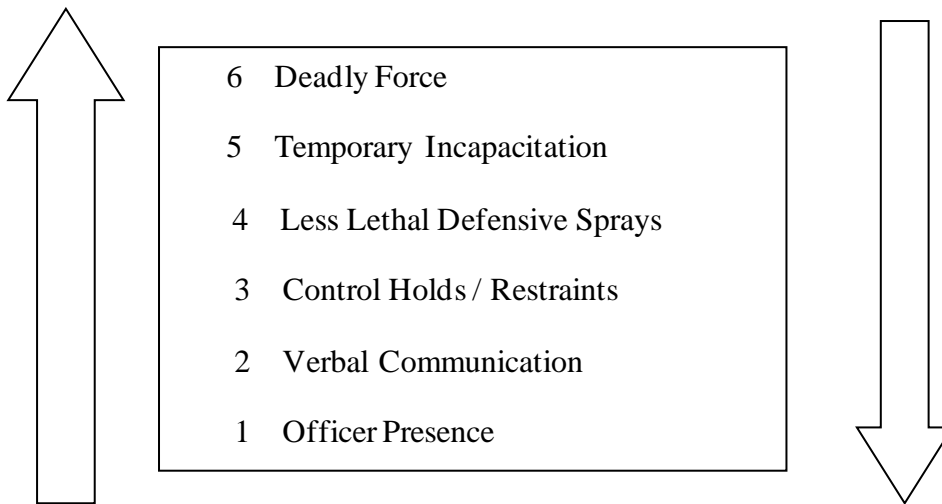 6 Deadly Force
5 Temporary Incapacitation
4 Less Lethal Defensive Sprays
3 Control Holds / Restraints
2 Verbal Communication
1 Officer Presence